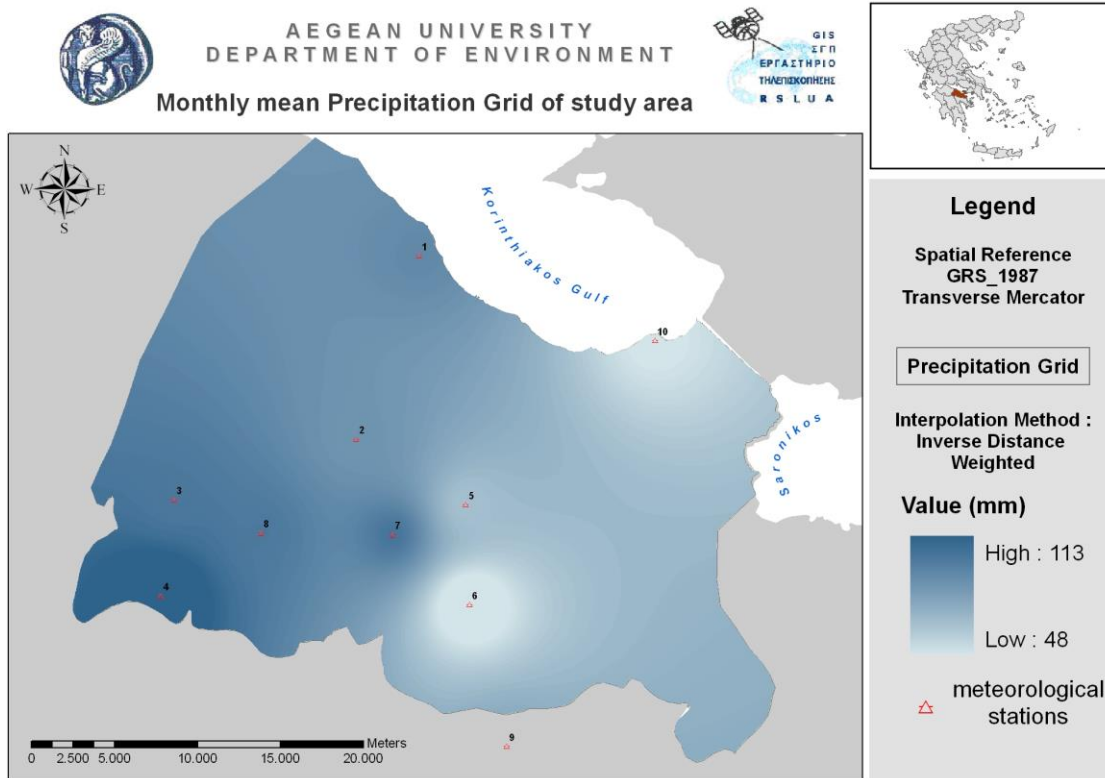 AEGEAN UNIVERSITY
DEPARTMENT OF ENVIRONMENT
Monthly mean Precipitation Grid of study area
GIS
ΣΓΠ
ΕΡΓΑΣΤΗΡΙΟ
ΤΗΛΕΠΙΣΚΟΠΗΣΗΣ
RSLUA
N
W E
S
Korinthiakos Gulf
Saronikos
1
10
2
3
5
8
7
4
6
9
Meters
0 2.500 5.000 10.000 15.000 20.000
Legend
Spatial Reference
GRS_1987
Transverse Mercator
Precipitation Grid
Interpolation Method :
Inverse Distance
Weighted
Value (mm)
High : 113
Low : 48
meteorological
stations